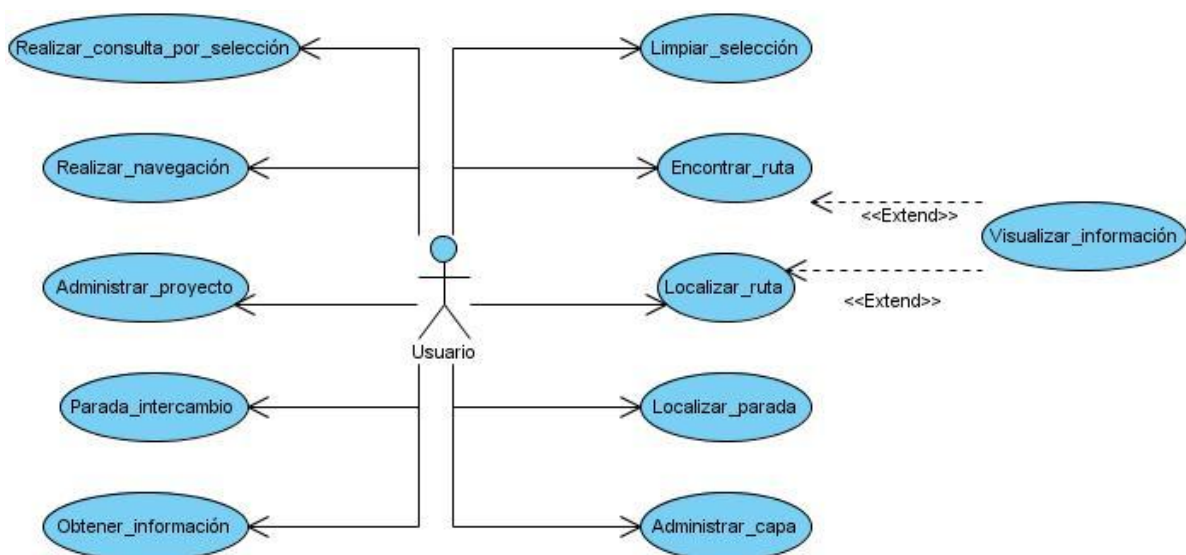 Realizar_consulta_por_selección
Limpiar_selección
Realizar_navegación
Encontrar_ruta
<<Extend>>
Visualizar_información
Administrar_proyecto
Localizar_ruta
<<Extend>>
Usuario
Parada_intercambio
Localizar_parada
Obtener_información
Administrar_capa